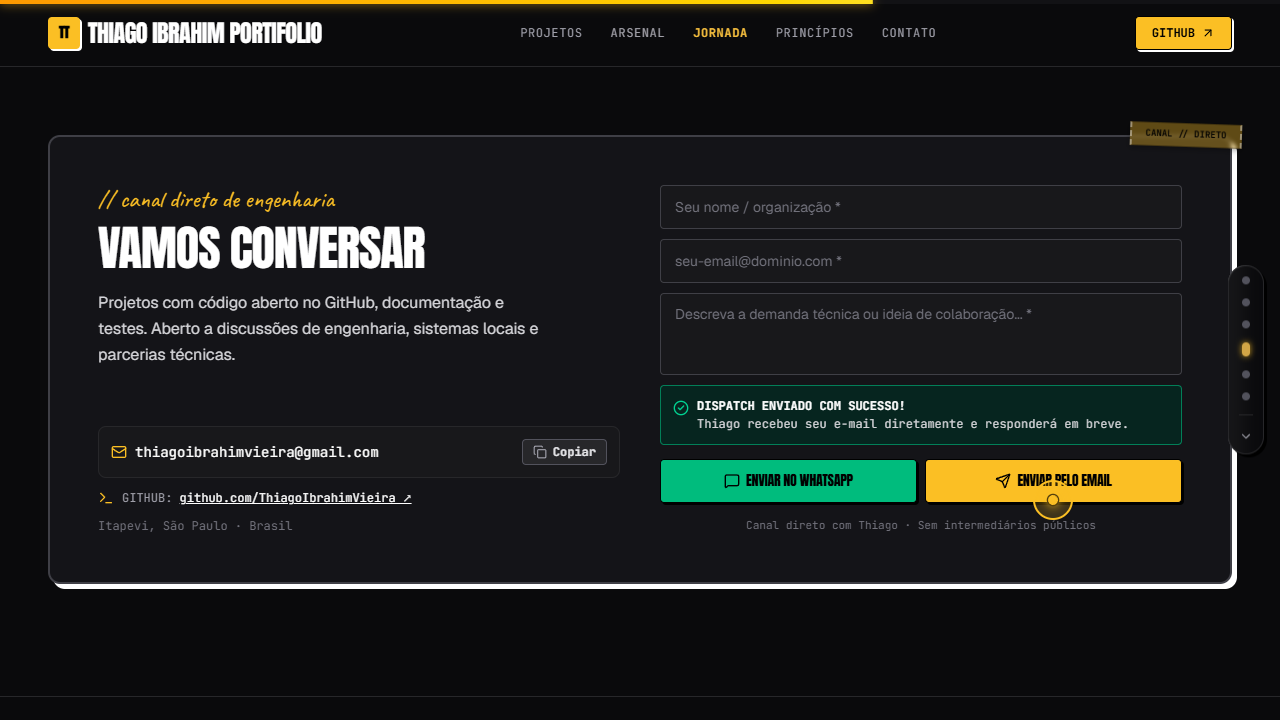 π THIAGO IBRAHIM PORTIFOLIO
PROJETOS
ARSENAL
JORNADA
PRINCÍPIOS
CONTATO
GITHUB
CANAL // DIRETO
// canal direto de engenharia
VAMOS CONVERSAR
Projetos com código aberto no GitHub, documentação e
testes. Aberto a discussões de engenharia, sistemas locais e
parcerias técnicas.
thiagoibrahimvieira@gmail.com
Copiar
GITHUB: github.com/ThiagoIbrahimVieira ↗
Itapevi, São Paulo · Brasil
Seu nome / organização *
seu-email@dominio.com *
Descreva a demanda técnica ou ideia de colaboração… *
DISPATCH ENVIADO COM SUCESSO!
Thiago recebeu seu e-mail diretamente e responderá em breve.
ENVIAR NO WHATSAPP
ENVIAR PELO EMAIL
Canal direto com Thiago · Sem intermediários públicos